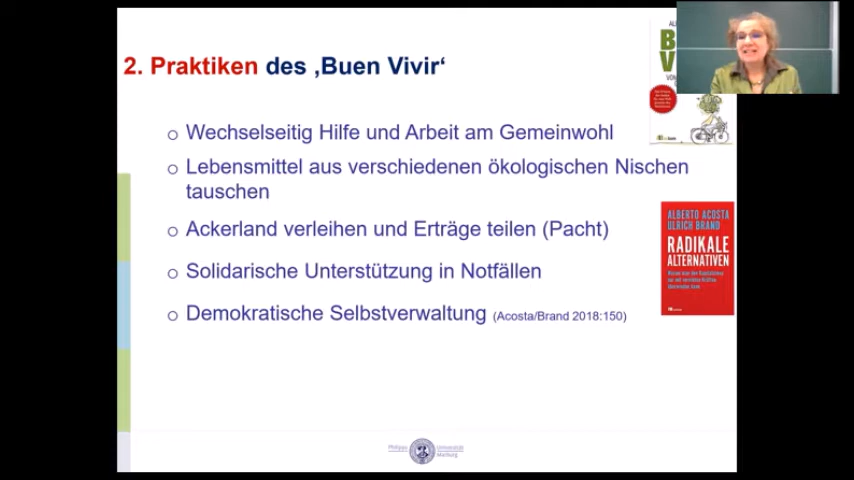 2. Praktiken des ‚Buen Vivir‘
Wechselseitig Hilfe und Arbeit am Gemeinwohl
Lebensmittel aus verschiedenen ökologischen Nischen
tauschen
Ackerland verleihen und Erträge teilen (Pacht)
Solidarische Unterstützung in Notfällen
Demokratische Selbstverwaltung (Acosta/Brand 2018:150)
ALBERTO ACOSTA
ULRICH BRAND
RADIKALE
ALTERNATIVEN
Philipps
Universität
Marburg